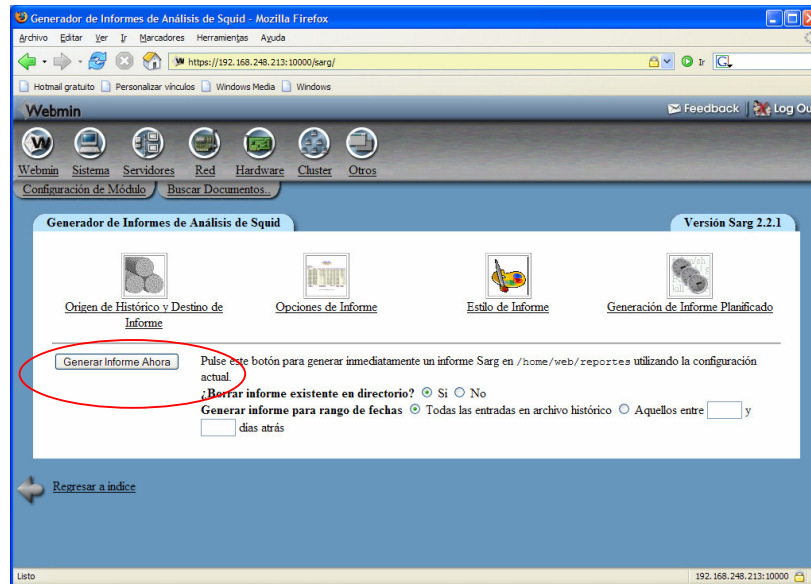 Generador de Informes de Análisis de Squid - Mozilla Firefox
Archivo Editar Ver Ir Marcadores Herramientas Ayuda
https://192.168.248.213:10000/sarg/
Ir
Hotmail gratuito Personalizar vínculos Windows Media Windows
Webmin
Feedback
Log Ou
Webmin Sistema Servidores Red Hardware Cluster Otros
Configuración de Módulo Buscar Documentos..
Generador de Informes de Análisis de Squid
Versión Sarg 2.2.1
Origen de Histórico y Destino de
Informe
Opciones de Informe
Estilo de Informe
Generación de Informe Planificado
Generar Informe Ahora
Pulse este botón para generar inmediatamente un informe Sarg en /home/web/reportes utilizando la configuración
actual.
¿Borrar informe existente en directorio? Si No
Generar informe para rango de fechas Todas las entradas en archivo histórico Aquellos entre y
días atrás
Regresar a indice
Listo
192.168.248.213:10000